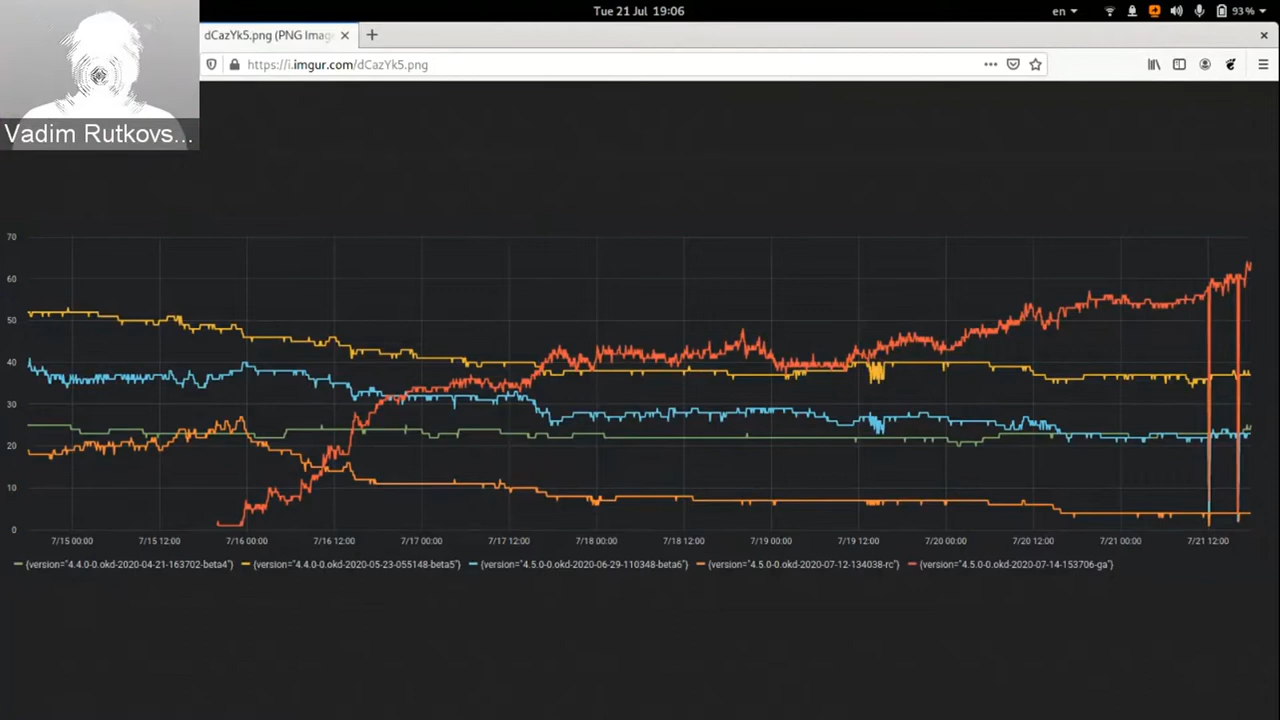 Tue 21 Jul 19:06
en
93 %
dCazYk5.png (PNG Imag
https://i.imgur.com/dCazYk5.png
Vadim Rutkovs...
70
60
50
40
30
20
10
0
7/15 00:00 7/15 12:00 7/16 00:00 7/16 12:00 7/17 00:00 7/17 12:00 7/18 00:00 7/18 12:00 7/19 00:00 7/19 12:00 7/20 00:00 7/20 12:00 7/21 00:00 7/21 12:00
{version="4.4.0-0.okd-2020-04-21-163702-beta4"} {version="4.4.0-0.okd-2020-05-23-055148-beta5"} {version="4.5.0-0.okd-2020-06-29-110348-beta6"} {version="4.5.0-0.okd-2020-07-12-134038-rc"} {version="4.5.0-0.okd-2020-07-14-153706-ga"}